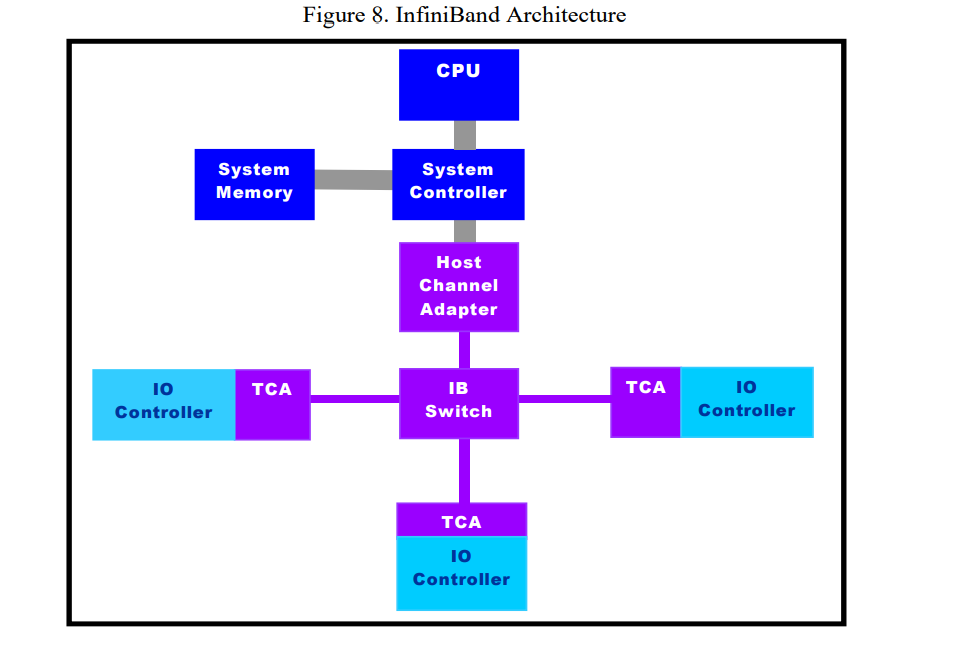 Figure 8. InfiniBand Architecture
CPU
System
Memory
System
Controller
Host
Channel
Adapter
IO
Controller
TCA
IB
Switch
TCA
IO
Controller
TCA
IO
Controller